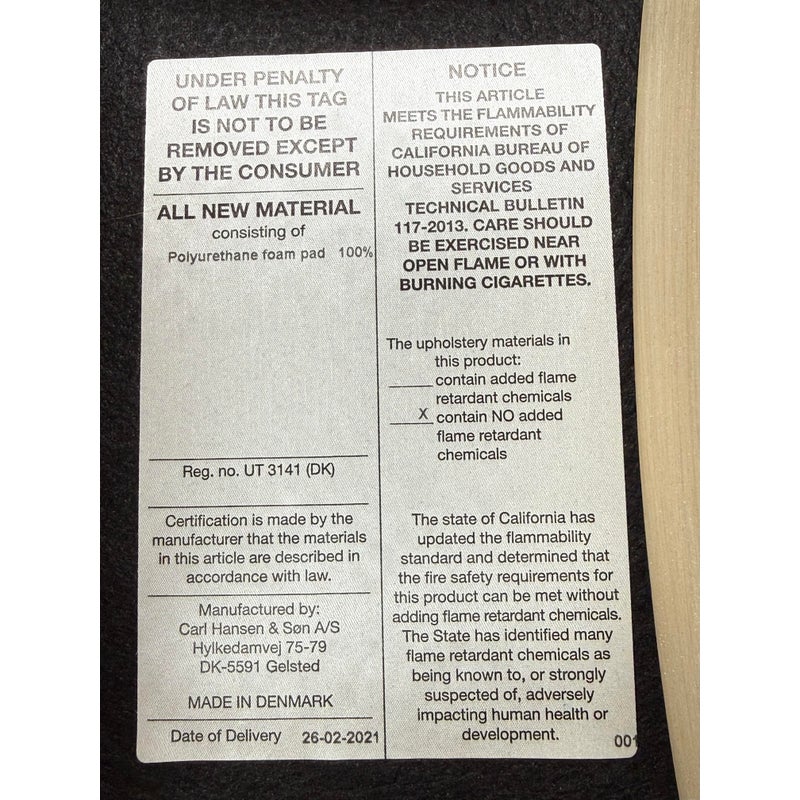 UNDER PENALTY
OF LAW THIS TAG
IS NOT TO BE
REMOVED EXCEPT
BY THE CONSUMER
ALL NEW MATERIAL
consisting of
Polyurethane foam pad 100%
Reg. no. UT 3141 (DK)
Certification is made by the
manufacturer that the materials
in this article are described in
accordance with law.
Manufactured by:
Carl Hansen & Søn A/S
Hylkedamvej 75-79
DK-5591 Gelsted
MADE IN DENMARK
Date of Delivery 26-02-2021
NOTICE
THIS ARTICLE
MEETS THE FLAMMABILITY
REQUIREMENTS OF
CALIFORNIA BUREAU OF
HOUSEHOLD GOODS AND
SERVICES
TECHNICAL BULLETIN
117-2013. CARE SHOULD
BE EXERCISED NEAR
OPEN FLAME OR WITH
BURNING CIGARETTES.
The upholstery materials in
this product:
contain added flame
retardant chemicals
X contain NO added
flame retardant
chemicals
The state of California has
updated the flammability
standard and determined that
the fire safety requirements for
this product can be met without
adding flame retardant chemicals.
The State has identified many
flame retardant chemicals as
being known to, or strongly
suspected of, adversely
impacting human health or
development.
001